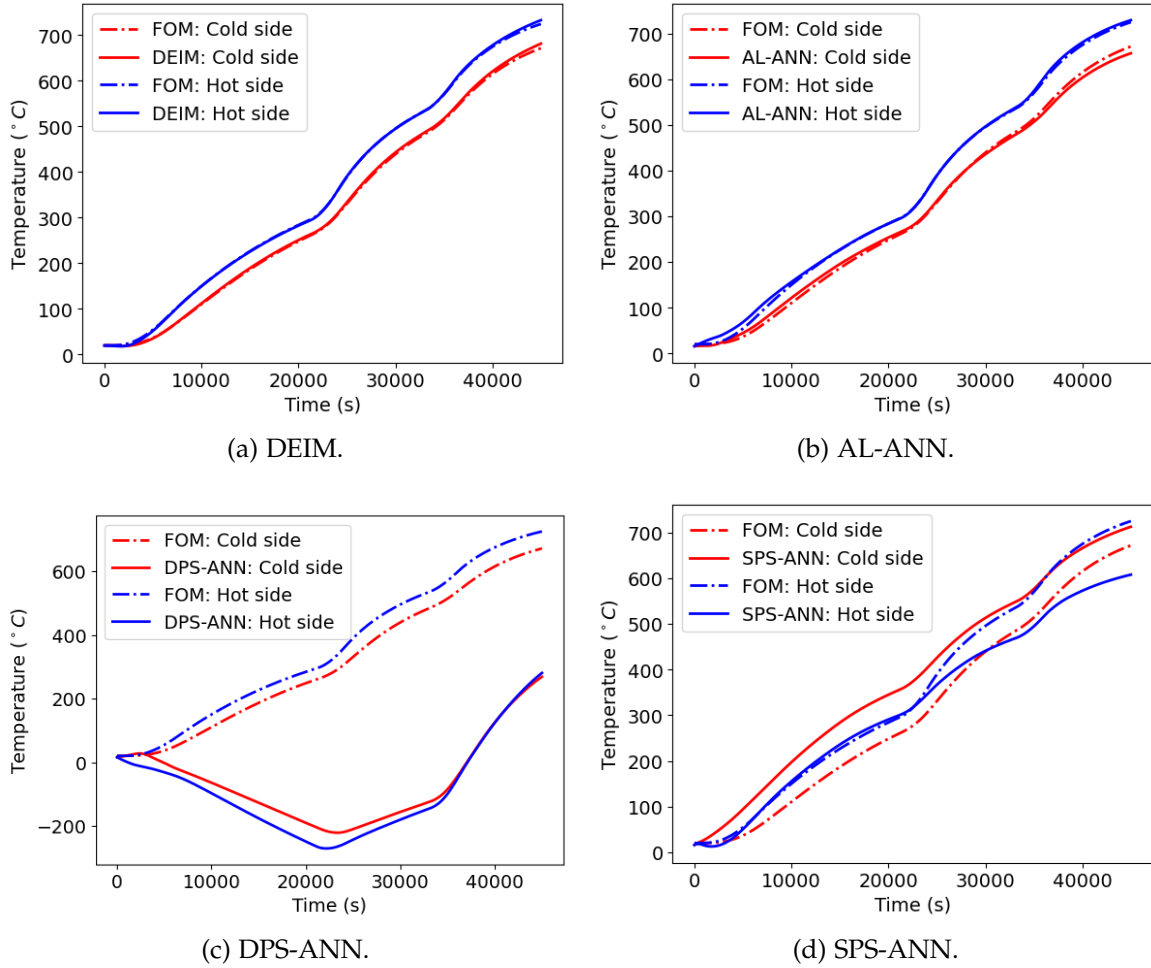 FOM: Cold side
DEIM: Cold side
FOM: Hot side
DEIM: Hot side
Temperature (°C)
700
600
500
400
300
200
100
0
0 10000 20000 30000 40000
Time (s)
(a) DEIM.
FOM: Cold side
AL-ANN: Cold side
FOM: Hot side
AL-ANN: Hot side
Temperature (°C)
700
600
500
400
300
200
100
0
0 10000 20000 30000 40000
Time (s)
(b) AL-ANN.
FOM: Cold side
DPS-ANN: Cold side
FOM: Hot side
DPS-ANN: Hot side
Temperature (°C)
600
400
200
0
−200
0 10000 20000 30000 40000
Time (s)
(c) DPS-ANN.
FOM: Cold side
SPS-ANN: Cold side
FOM: Hot side
SPS-ANN: Hot side
Temperature (°C)
700
600
500
400
300
200
100
0
0 10000 20000 30000 40000
Time (s)
(d) SPS-ANN.